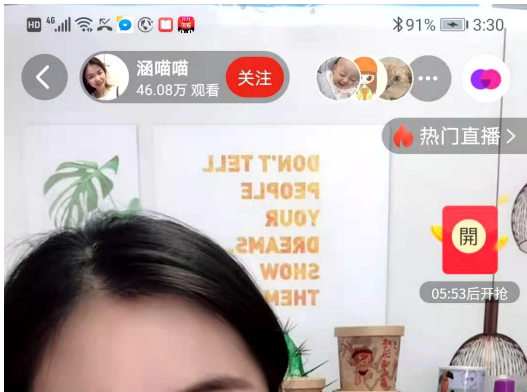 HD 4G 91% 3:30
涵喵喵
46.08万 观看
关注
热门直播
DON'T TELL
PEOPLE
YOUR
DREAMS,
SHOW
THEM
開
05:53后开抢